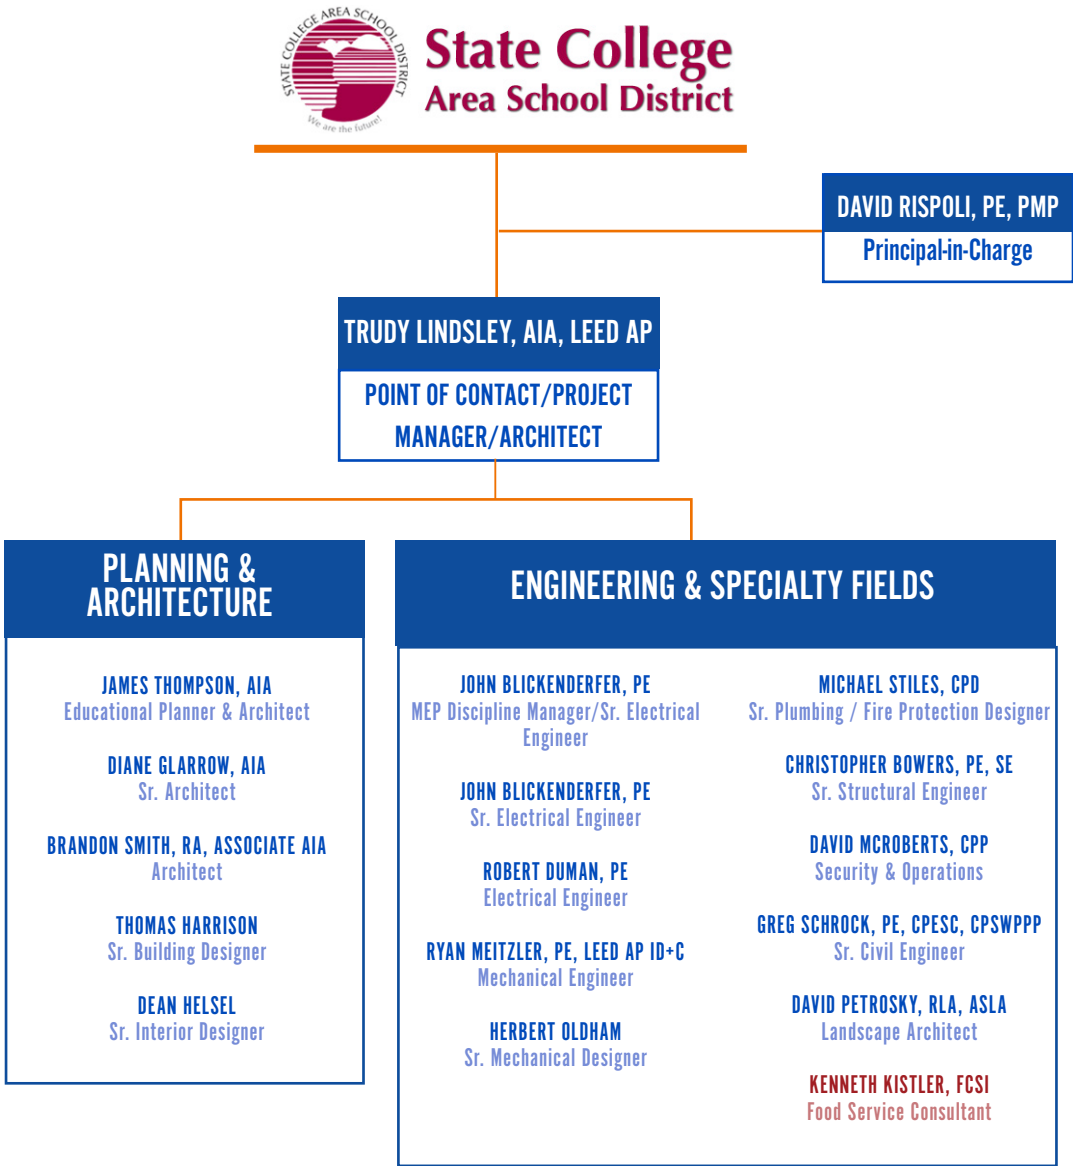 STATE COLLEGE AREA SCHOOL DISTRICT
We are the future!
State College
Area School District
DAVID RISPOLI, PE, PMP
Principal-in-Charge
TRUDY LINDSLEY, AIA, LEED AP
POINT OF CONTACT/PROJECT
MANAGER/ARCHITECT
PLANNING &
ARCHITECTURE
JAMES THOMPSON, AIA
Educational Planner & Architect
DIANE GLARROW, AIA
Sr. Architect
BRANDON SMITH, RA, ASSOCIATE AIA
Architect
THOMAS HARRISON
Sr. Building Designer
DEAN HELSEL
Sr. Interior Designer
ENGINEERING & SPECIALTY FIELDS
JOHN BLICKENDERFER, PE
MEP Discipline Manager/Sr. Electrical
Engineer
JOHN BLICKENDERFER, PE
Sr. Electrical Engineer
ROBERT DUMAN, PE
Electrical Engineer
RYAN MEITZLER, PE, LEED AP ID+C
Mechanical Engineer
HERBERT OLDHAM
Sr. Mechanical Designer
MICHAEL STILES, CPD
Sr. Plumbing / Fire Protection Designer
CHRISTOPHER BOWERS, PE, SE
Sr. Structural Engineer
DAVID MCROBERTS, CPP
Security & Operations
GREG SCHROCK, PE, CPESC, CPSWPPP
Sr. Civil Engineer
DAVID PETROSKY, RLA, ASLA
Landscape Architect
KENNETH KISTLER, FCSI
Food Service Consultant